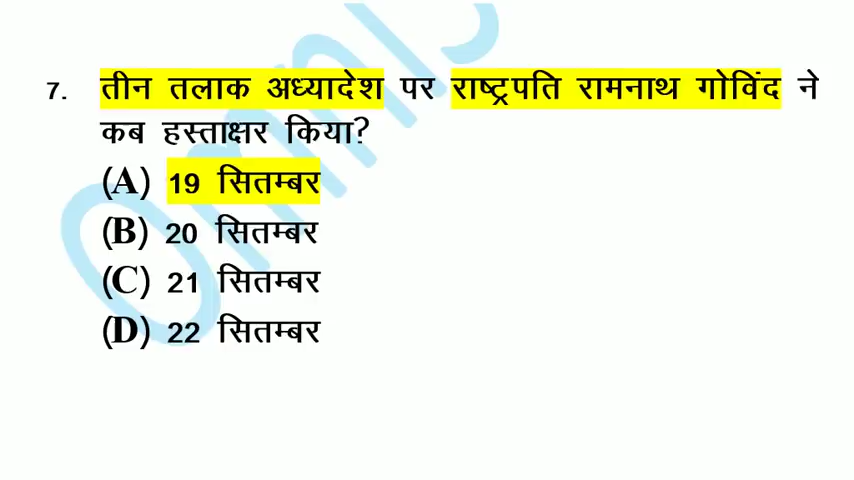 7. तीन तलाक अध्यादेश पर राष्ट्रपति रामनाथ गोविंद ने
कब हस्ताक्षर किया?
(A) 19 सितम्बर
(B) 20 सितम्बर
(C) 21 सितम्बर
(D) 22 सितम्बर